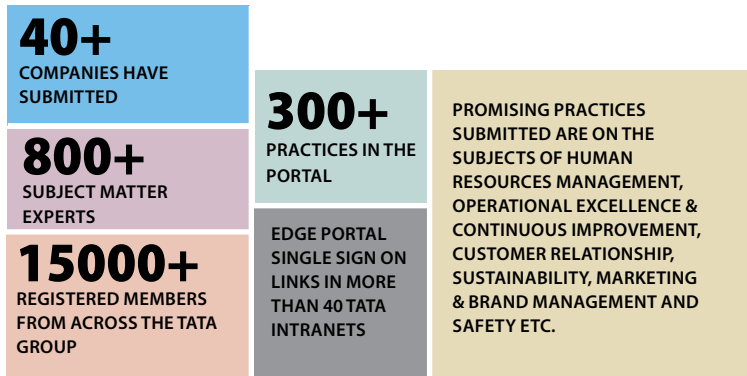 40+
COMPANIES HAVE
SUBMITTED
800+
SUBJECT MATTER
EXPERTS
15000+
REGISTERED MEMBERS
FROM ACROSS THE TATA
GROUP
300+
PRACTICES IN THE
PORTAL
EDGE PORTAL
SINGLE SIGN ON
LINKS IN MORE
THAN 40 TATA
INTRANETS
PROMISING PRACTICES
SUBMITTED ARE ON THE
SUBJECTS OF HUMAN
RESOURCES MANAGEMENT,
OPERATIONAL EXCELLENCE &
CONTINUOUS IMPROVEMENT,
CUSTOMER RELATIONSHIP,
SUSTAINABILITY, MARKETING
& BRAND MANAGEMENT AND
SAFETY ETC.